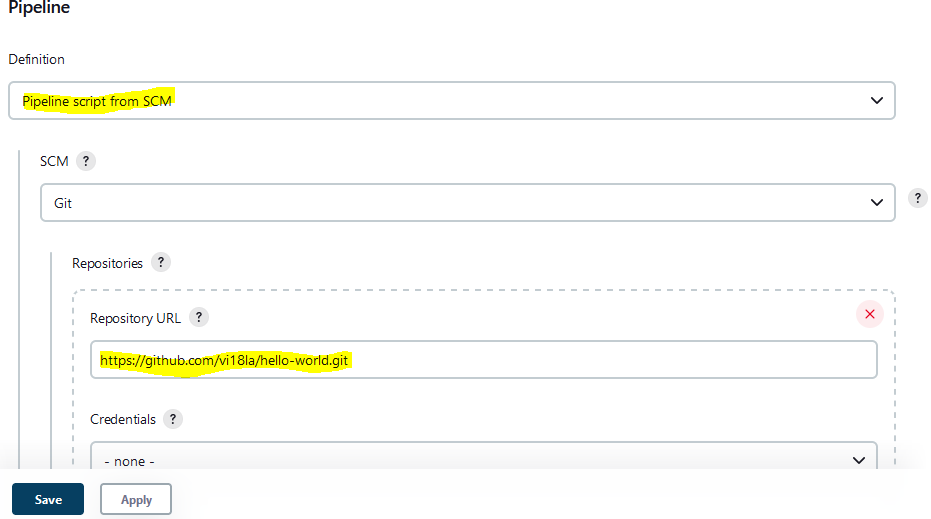 Pipeline
Definition
Pipeline script from SCM
SCM ?
Git
?
Repositories ?
Repository URL ?
https://github.com/vi18la/hello-world.git
Credentials ?
- none -
Save Apply